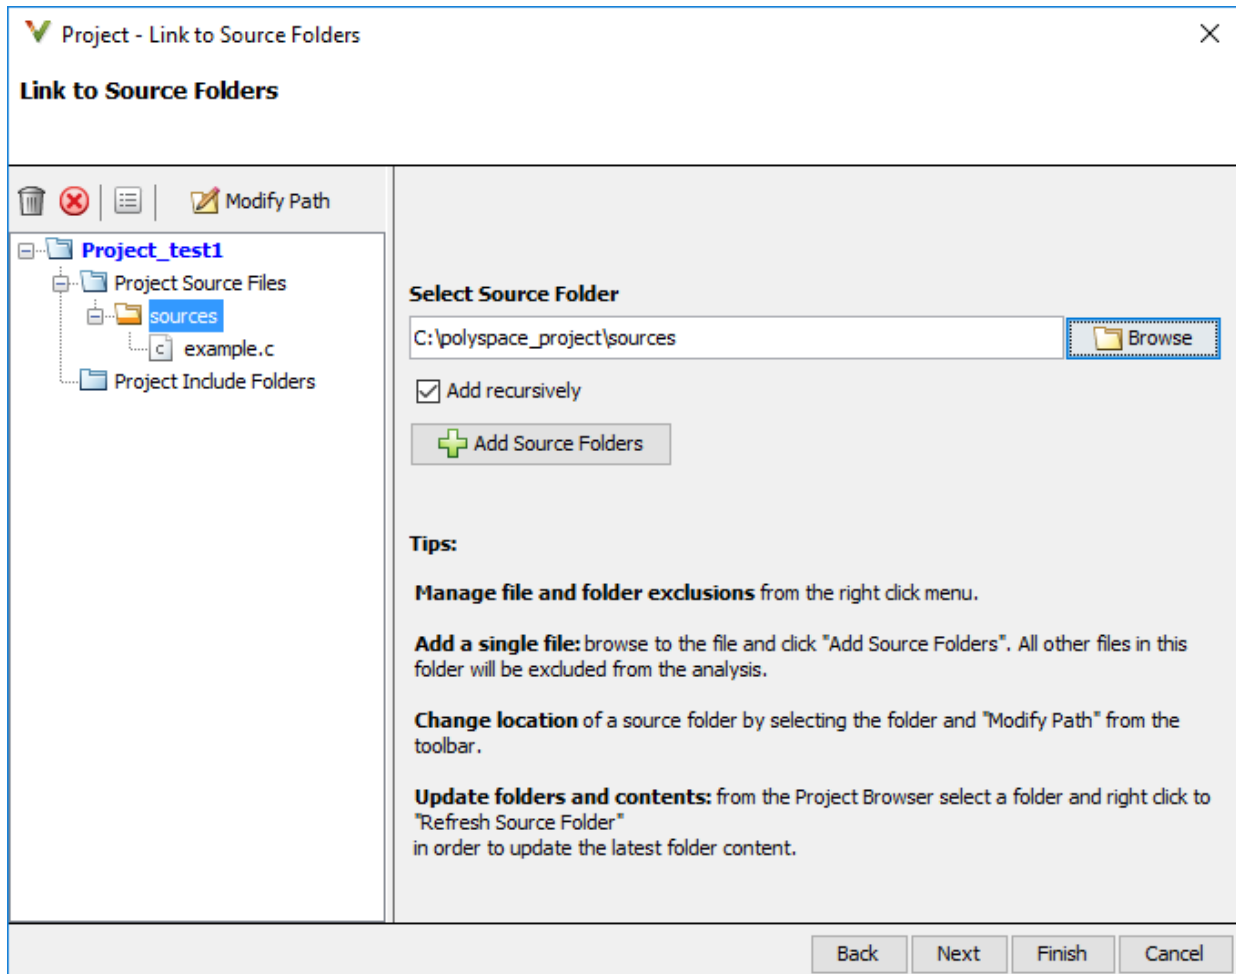 Project - Link to Source Folders
Link to Source Folders
Modify Path
Project_test1
Project Source Files
sources
c example.c
Project Include Folders
Select Source Folder
C:\polyspace_project\sources
Browse
Add recursively
Add Source Folders
Tips:
Manage file and folder exclusions from the right click menu.
Add a single file: browse to the file and click "Add Source Folders". All other files in this
folder will be excluded from the analysis.
Change location of a source folder by selecting the folder and "Modify Path" from the
toolbar.
Update folders and contents: from the Project Browser select a folder and right click to
"Refresh Source Folder"
in order to update the latest folder content.
Back Next Finish Cancel